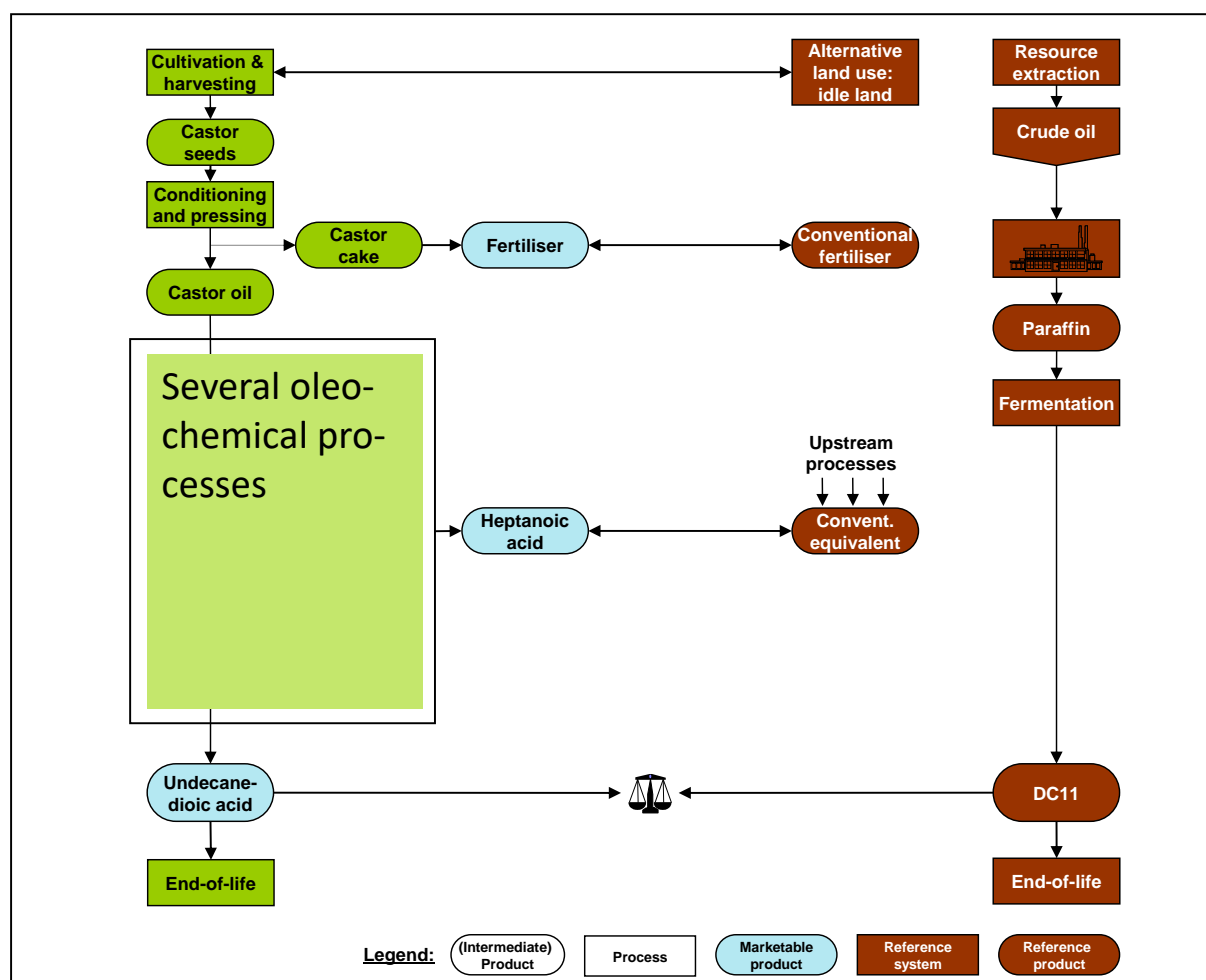 Cultivation &
harvesting
Alternative
land use:
idle land
Resource
extraction
Castor
seeds
Crude oil
Conditioning
and pressing
Castor
cake
Fertiliser
Conventional
fertiliser
Castor oil
Paraffin
Several oleo-
chemical pro-
cesses
Fermentation
Upstream
processes
Heptanoic
acid
Convent.
equivalent
Undecane-
dioic acid
DC11
End-of-life
End-of-life
Legend:
(Intermediate)
Product
Process
Marketable
product
Reference
system
Reference
product